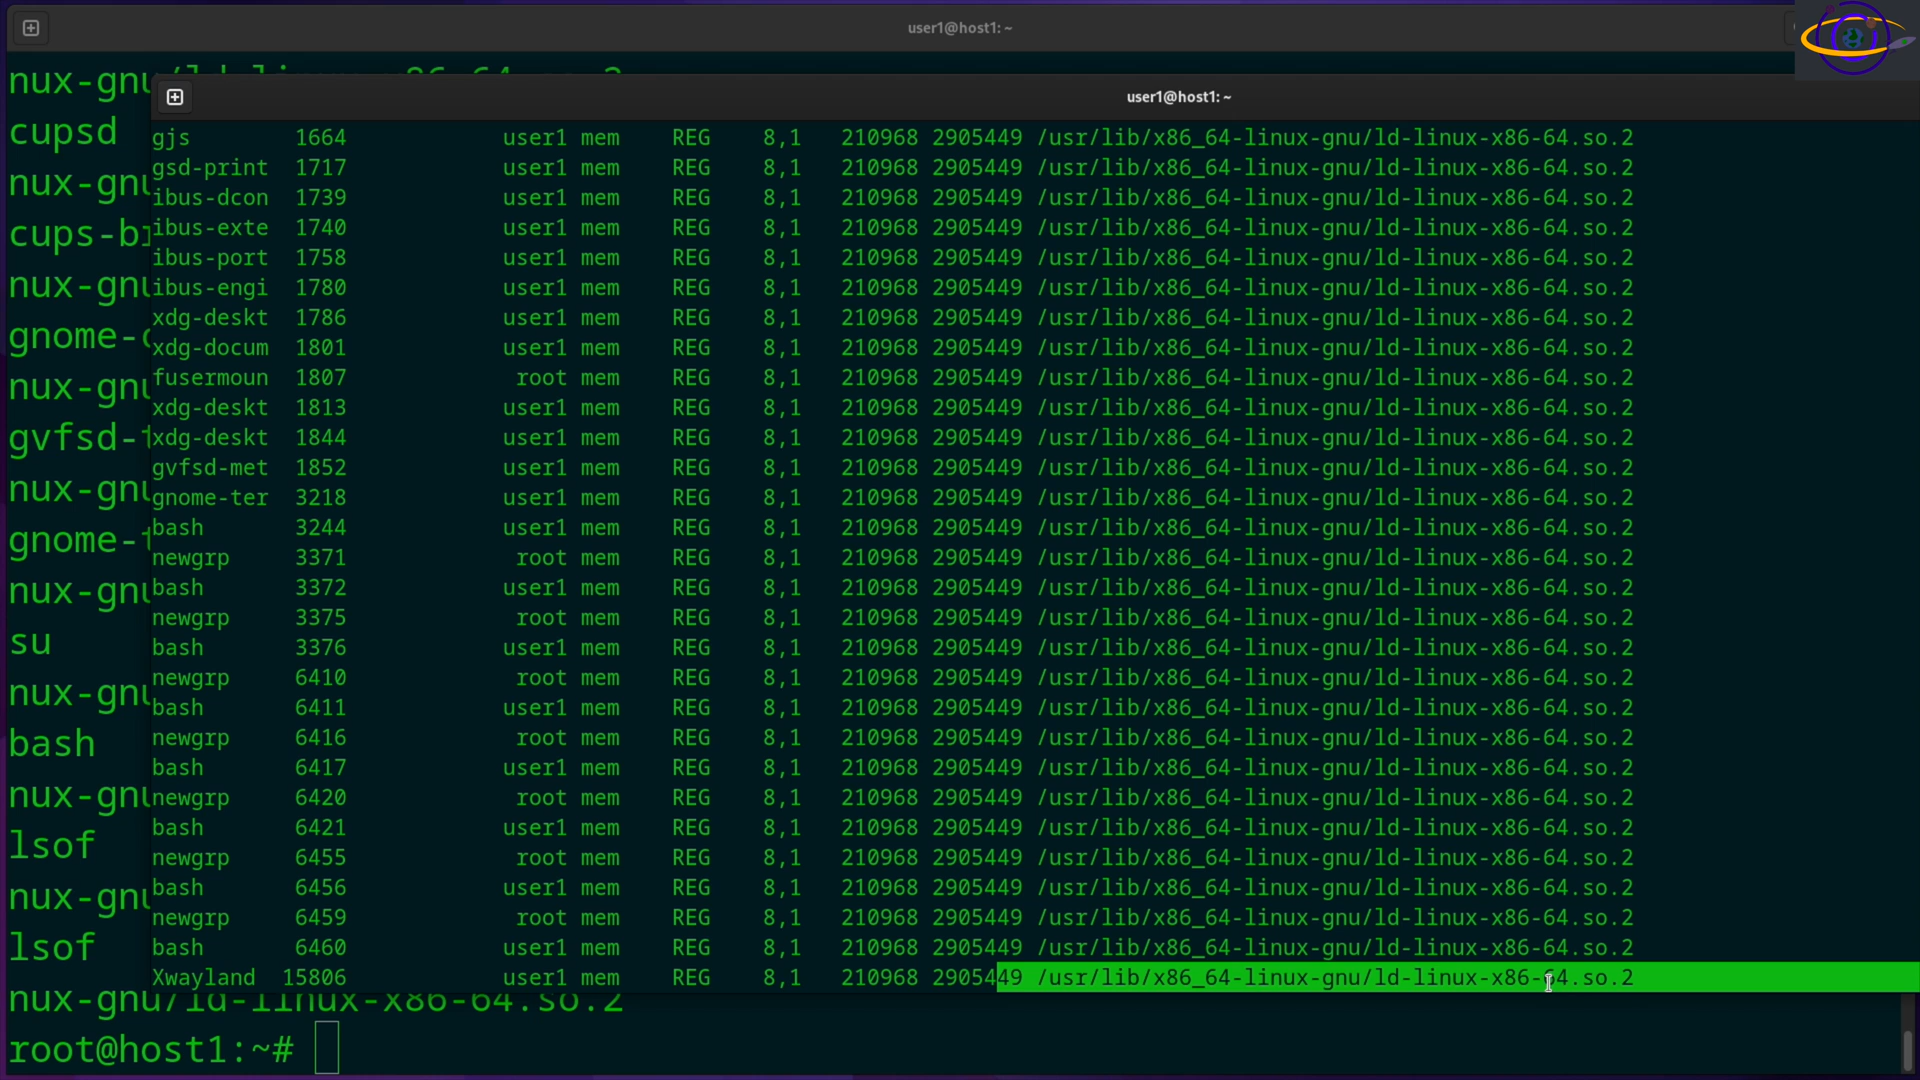 user1@host1: ~
nux-gnu/ld-linux-x86-64.so.2
user1@host1: ~
cupsd
nux-gnu
cups-b
nux-gnu
gnome-
nux-gnu
gvfsd-
nux-gnu
gnome-
nux-gnu
su
nux-gnu
bash
nux-gnu
lsof
nux-gnu
lsof
gjs 1664 user1 mem REG 8,1 210968 2905449 /usr/lib/x86_64-linux-gnu/ld-linux-x86-64.so.2
gsd-print 1717 user1 mem REG 8,1 210968 2905449 /usr/lib/x86_64-linux-gnu/ld-linux-x86-64.so.2
ibus-dcon 1739 user1 mem REG 8,1 210968 2905449 /usr/lib/x86_64-linux-gnu/ld-linux-x86-64.so.2
ibus-exte 1740 user1 mem REG 8,1 210968 2905449 /usr/lib/x86_64-linux-gnu/ld-linux-x86-64.so.2
ibus-port 1758 user1 mem REG 8,1 210968 2905449 /usr/lib/x86_64-linux-gnu/ld-linux-x86-64.so.2
ibus-engi 1780 user1 mem REG 8,1 210968 2905449 /usr/lib/x86_64-linux-gnu/ld-linux-x86-64.so.2
xdg-deskt 1786 user1 mem REG 8,1 210968 2905449 /usr/lib/x86_64-linux-gnu/ld-linux-x86-64.so.2
xdg-docum 1801 user1 mem REG 8,1 210968 2905449 /usr/lib/x86_64-linux-gnu/ld-linux-x86-64.so.2
fusermoun 1807 root mem REG 8,1 210968 2905449 /usr/lib/x86_64-linux-gnu/ld-linux-x86-64.so.2
xdg-deskt 1813 user1 mem REG 8,1 210968 2905449 /usr/lib/x86_64-linux-gnu/ld-linux-x86-64.so.2
xdg-deskt 1844 user1 mem REG 8,1 210968 2905449 /usr/lib/x86_64-linux-gnu/ld-linux-x86-64.so.2
gvfsd-met 1852 user1 mem REG 8,1 210968 2905449 /usr/lib/x86_64-linux-gnu/ld-linux-x86-64.so.2
gnome-ter 3218 user1 mem REG 8,1 210968 2905449 /usr/lib/x86_64-linux-gnu/ld-linux-x86-64.so.2
bash 3244 user1 mem REG 8,1 210968 2905449 /usr/lib/x86_64-linux-gnu/ld-linux-x86-64.so.2
newgrp 3371 root mem REG 8,1 210968 2905449 /usr/lib/x86_64-linux-gnu/ld-linux-x86-64.so.2
bash 3372 user1 mem REG 8,1 210968 2905449 /usr/lib/x86_64-linux-gnu/ld-linux-x86-64.so.2
newgrp 3375 root mem REG 8,1 210968 2905449 /usr/lib/x86_64-linux-gnu/ld-linux-x86-64.so.2
bash 3376 user1 mem REG 8,1 210968 2905449 /usr/lib/x86_64-linux-gnu/ld-linux-x86-64.so.2
newgrp 6410 root mem REG 8,1 210968 2905449 /usr/lib/x86_64-linux-gnu/ld-linux-x86-64.so.2
bash 6411 user1 mem REG 8,1 210968 2905449 /usr/lib/x86_64-linux-gnu/ld-linux-x86-64.so.2
newgrp 6416 root mem REG 8,1 210968 2905449 /usr/lib/x86_64-linux-gnu/ld-linux-x86-64.so.2
bash 6417 user1 mem REG 8,1 210968 2905449 /usr/lib/x86_64-linux-gnu/ld-linux-x86-64.so.2
newgrp 6420 root mem REG 8,1 210968 2905449 /usr/lib/x86_64-linux-gnu/ld-linux-x86-64.so.2
bash 6421 user1 mem REG 8,1 210968 2905449 /usr/lib/x86_64-linux-gnu/ld-linux-x86-64.so.2
newgrp 6455 root mem REG 8,1 210968 2905449 /usr/lib/x86_64-linux-gnu/ld-linux-x86-64.so.2
bash 6456 user1 mem REG 8,1 210968 2905449 /usr/lib/x86_64-linux-gnu/ld-linux-x86-64.so.2
newgrp 6459 root mem REG 8,1 210968 2905449 /usr/lib/x86_64-linux-gnu/ld-linux-x86-64.so.2
bash 6460 user1 mem REG 8,1 210968 2905449 /usr/lib/x86_64-linux-gnu/ld-linux-x86-64.so.2
Xwayland 15806 user1 mem REG 8,1 210968 2905449 /usr/lib/x86_64-linux-gnu/ld-linux-x86-64.so.2
nux-gnu/ld-linux-x86-64.so.2
root@host1:~#